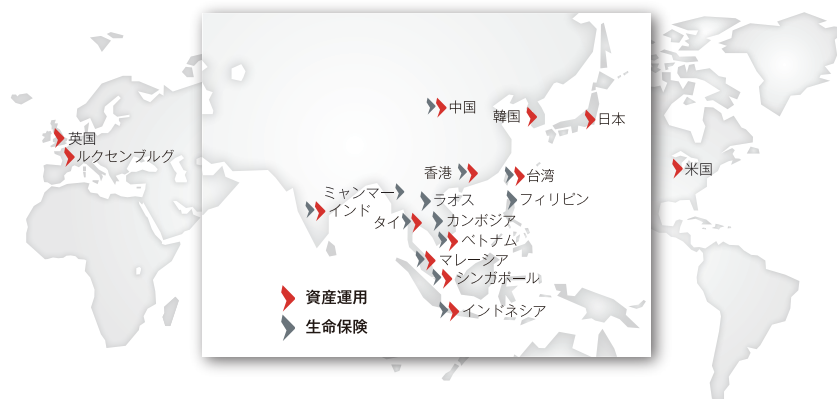 英国
ルクセンブルグ
中国
韓国
日本
香港
台湾
米国
ミャンマー
ラオス
フィリピン
インド
タイ
カンボジア
ベトナム
マレーシア
シンガポール
インドネシア
資産運用
生命保険